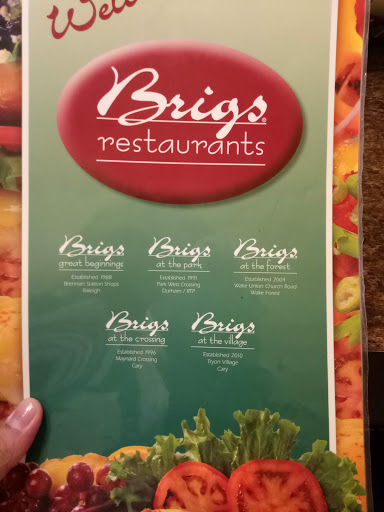 Brigs
restaurants
Brigs
great beginnings
Established 1988
Brennan Station Shops
Raleigh
Brigs
at the park
Established 1991
Park West Crossing
Durham / RTP
Brigs
at the forest
Established 2004
Wake Union Church Road
Wake Forest
Brigs
at the crossing
Established 1996
Maynard Crossing
Cary
Brigs
at the village
Established 2010
Tryon Village
Cary